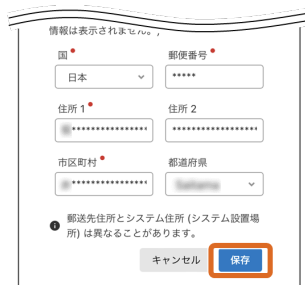 情報は表示されません。)
国*
郵便番号*
日本
*****
住所 1*
住所 2
****************
******************
市区町村*
都道府県
****************
郵送先住所とシステム住所 (システム設置場
所) は異なることがあります。
キャンセル
保存